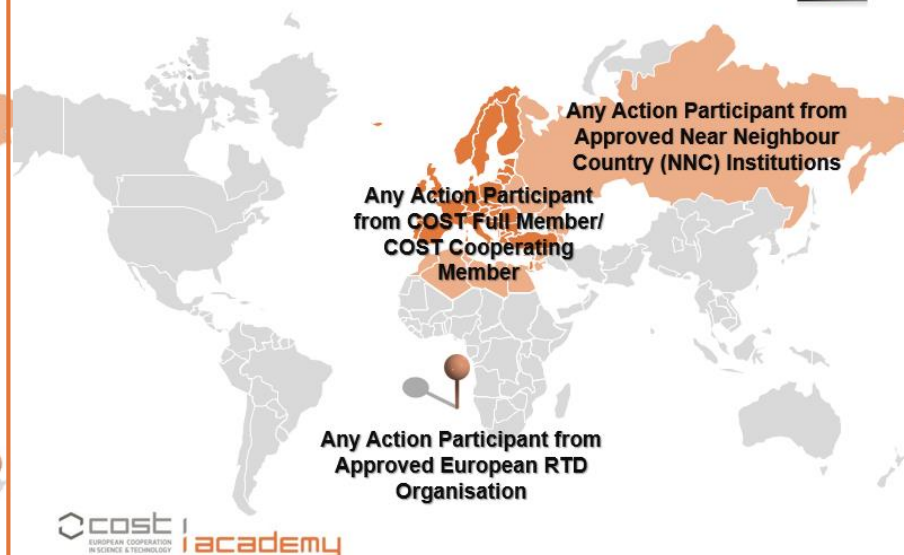 Any Action Participant from
Approved Near Neighbour
Country (NNC) Institutions
Any Action Participant
from COST Full Member/
COST Cooperating
Member
Any Action Participant from
Approved European RTD
Organisation
cost
EUROPEAN COOPERATION
IN SCIENCE & TECHNOLOGY
academy